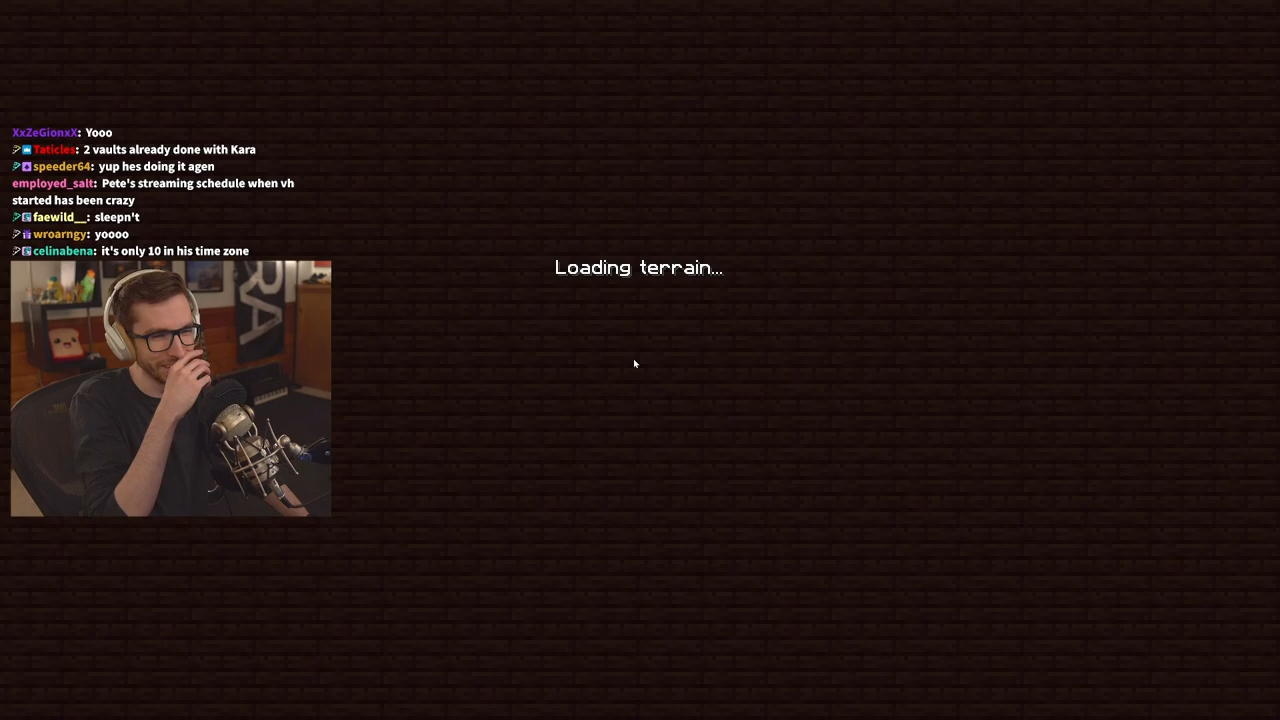 XxZeGionxX: Yooo
Taticles: 2 vaults already done with Kara
speeder64: yup hes doing it agen
employed_salt: Pete's streaming schedule when vh
started has been crazy
faewild__: sleepn't
wroarngy: yoooo
celinabena: it's only 10 in his time zone
Loading terrain...
RA